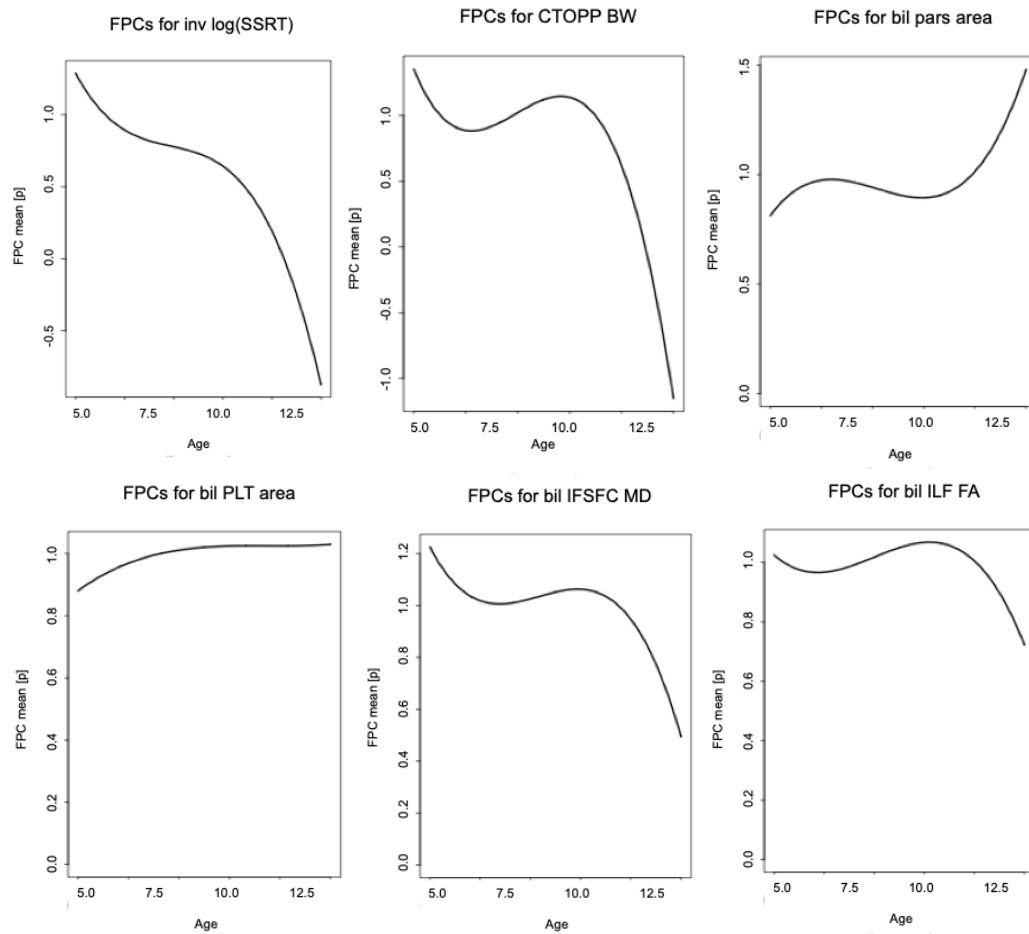 FPCs for inv log(SSRT)
FPC mean [p]
1.0
0.5
0.0
-0.5
5.0 7.5 10.0 12.5
Age
FPCs for CTOPP BW
FPC mean [p]
1.0
0.5
0.0
-0.5
-1.0
5.0 7.5 10.0 12.5
Age
FPCs for bil pars area
FPC mean [p]
1.5
1.0
0.5
0.0
5.0 7.5 10.0 12.5
Age
FPCs for bil PLT area
FPC mean [p]
1.0
0.8
0.6
0.4
0.2
0.0
5.0 7.5 10.0 12.5
Age
FPCs for bil IFSFC MD
FPC mean [p]
1.2
1.0
0.8
0.6
0.4
0.2
0.0
5.0 7.5 10.0 12.5
Age
FPCs for bil ILF FA
FPC mean [p]
1.0
0.8
0.6
0.4
0.2
0.0
5.0 7.5 10.0 12.5
Age